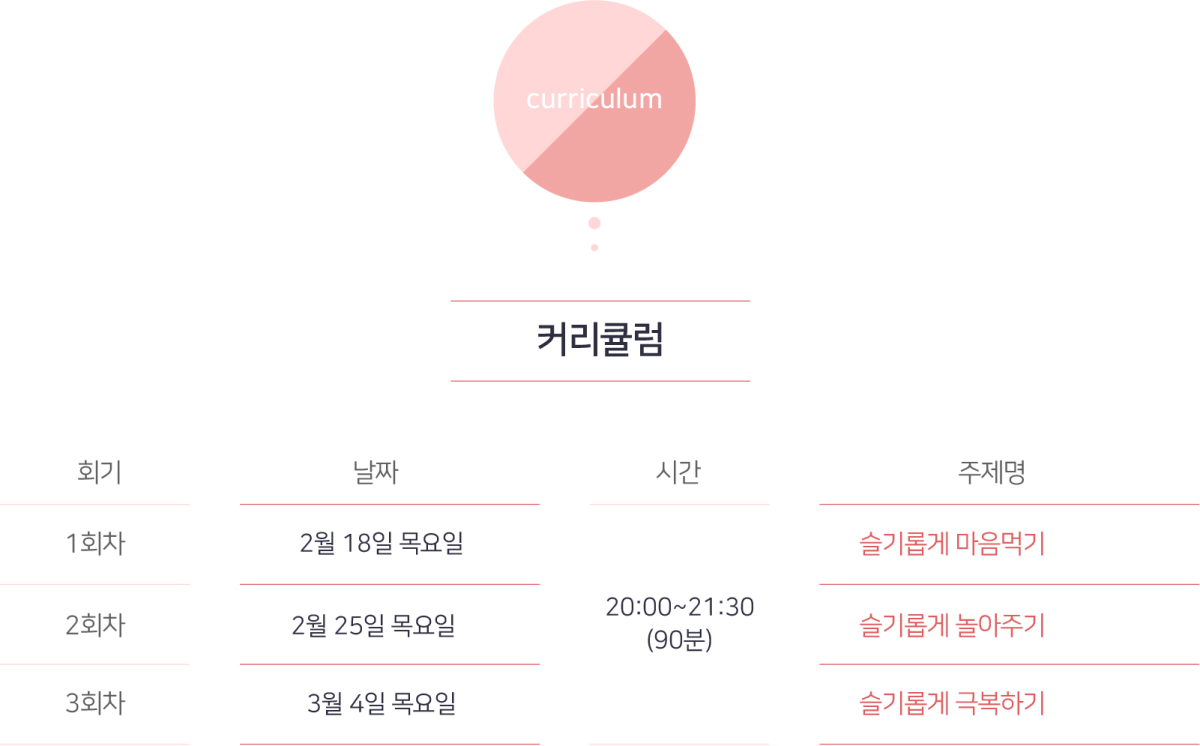 curriculum
커리큘럼
회기 날짜 시간 주제명
1회차 2월 18일 목요일 슬기롭게 마음먹기
20:00~21:30
(90분)
2회차 2월 25일 목요일 슬기롭게 놀아주기
3회차 3월 4일 목요일 슬기롭게 극복하기